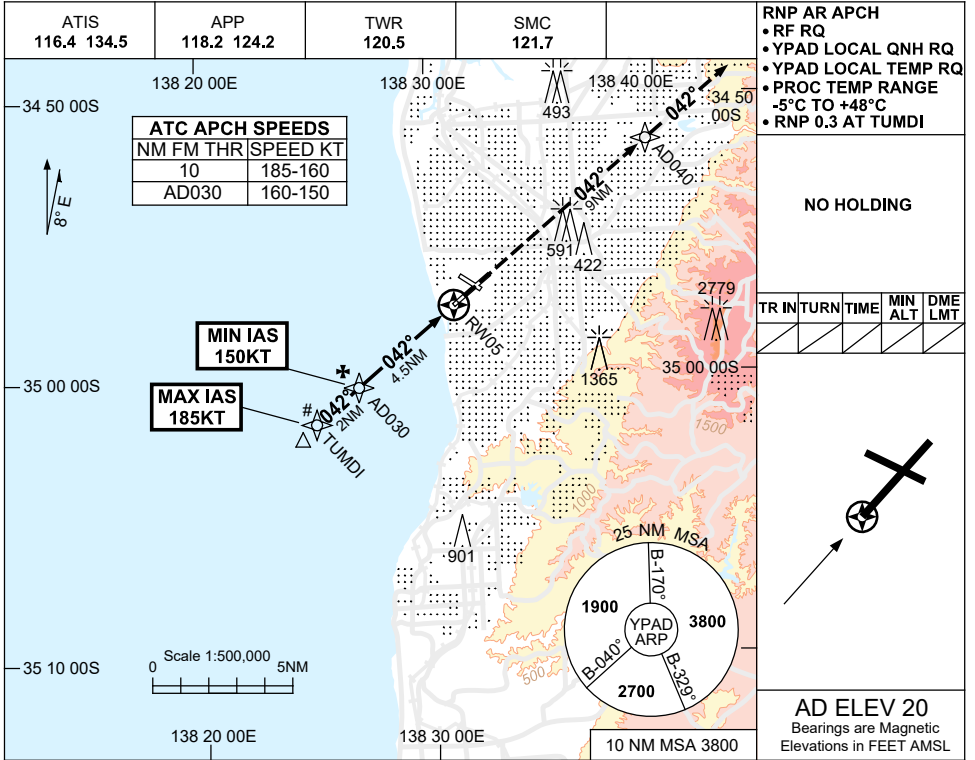 ATIS
116.4 134.5
APP
118.2 124.2
TWR
120.5
SMC
121.7
RNP AR APCH
• RF RQ
• YPAD LOCAL QNH RQ
• YPAD LOCAL TEMP RQ
• PROC TEMP RANGE
-5°C TO +48°C
• RNP 0.3 AT TUMDI
NO HOLDING
TR IN
TURN
TIME
MIN ALT
DME LMT
138 20 00E
138 30 00E
138 40 00E
34 50 00S
34 50
00S
8° E
ATC APCH SPEEDS
NM FM THR SPEED KT
10 185-160
AD030 160-150
493
042°
AD040
042°
9NM
591
422
2779
RW05
1365
MIN IAS
150KT
042°
4.5NM
35 00 00S
35 00 00S
AD030
MAX IAS
185KT
#
042°
2NM
TUMDI
1500
1000
901
500
25 NM MSA
B-170°
1900
YPAD
ARP
3800
B-040°
B-329°
2700
35 10 00S
Scale 1:500,000
0 5NM
138 20 00E
138 30 00E
10 NM MSA 3800
AD ELEV 20
Bearings are Magnetic
Elevations in FEET AMSL